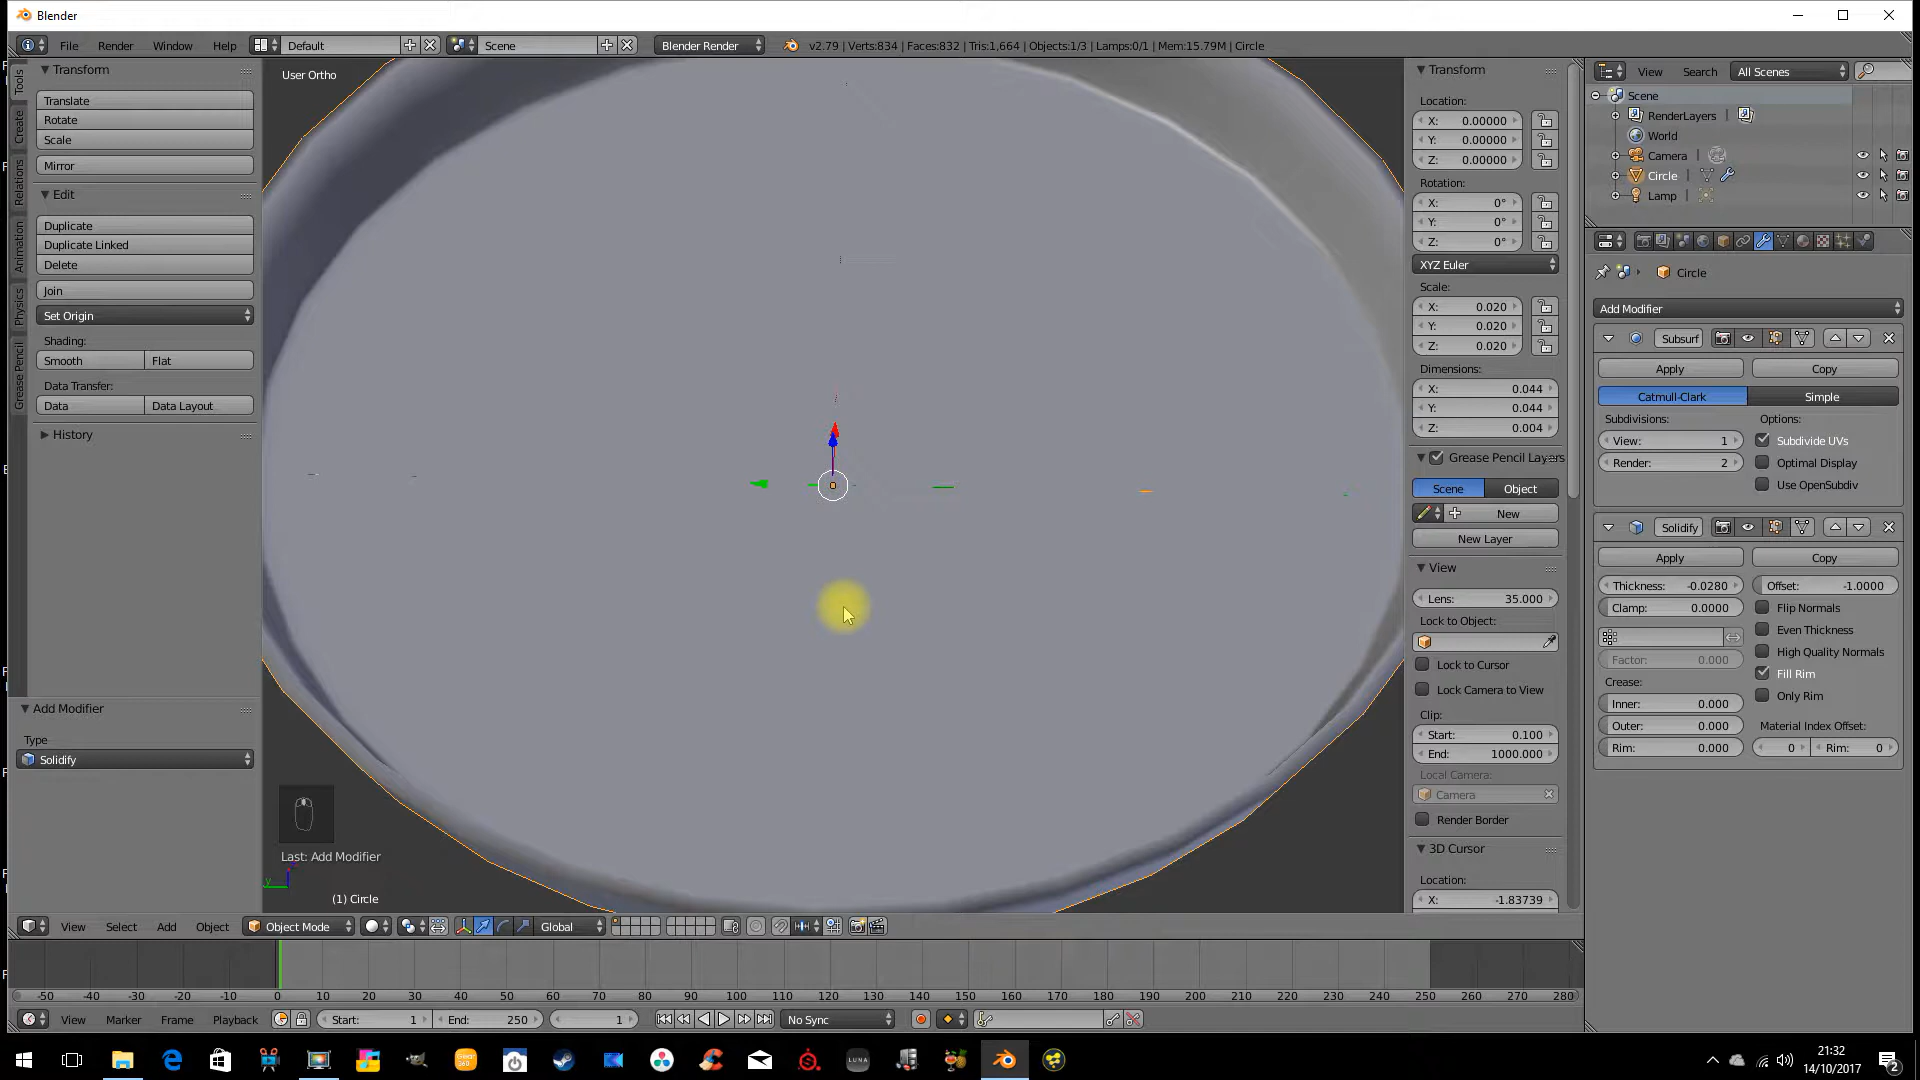 Blender
File Render Window Help Default Scene Blender Render v2.79 | Verts:834 | Faces:832 | Tris:1,664 | Objects:1/3 | Lamps:0/1 | Mem:15.79M | Circle
Tools
Create
Relations
Animation
Physics
Grease Pencil
Transform
Translate
Rotate
Scale
Mirror
Edit
Duplicate
Duplicate Linked
Delete
Join
Set Origin
Shading:
Smooth Flat
Data Transfer:
Data Data Layout
History
Add Modifier
Type
Solidify
User Ortho
Last: Add Modifier
y
(1) Circle
Transform
Location:
X: 0.00000
Y: 0.00000
Z: 0.00000
Rotation:
X: 0°
Y: 0°
Z: 0°
XYZ Euler
Scale:
X: 0.020
Y: 0.020
Z: 0.020
Dimensions:
X: 0.044
Y: 0.044
Z: 0.004
Grease Pencil Layers
Scene Object
New
New Layer
View
Lens: 35.000
Lock to Object:
Lock to Cursor
Lock Camera to View
Clip:
Start: 0.100
End: 1000.000
Local Camera:
Camera
Render Border
3D Cursor
Location:
X: -1.83739
View Search All Scenes
Scene
RenderLayers
World
Camera
Circle
Lamp
Circle
Add Modifier
Subsurf
Apply Copy
Catmull-Clark Simple
Subdivisions: Options:
View: 1 Subdivide UVs
Render: 2 Optimal Display
Use OpenSubdiv
Solidify
Apply Copy
Thickness: -0.0280 Offset: -1.0000
Clamp: 0.0000 Flip Normals
Even Thickness
High Quality Normals
Factor: 0.000
Fill Rim
Crease:
Only Rim
Inner: 0.000
Outer: 0.000 Material Index Offset:
Rim: 0.000 0 Rim: 0
View Select Add Object Object Mode Global
-50 -40 -30 -20 -10 0 10 20 30 40 50 60 70 80 90 100 110 120 130 140 150 160 170 180 190 200 210 220 230 240 250 260 270 280
View Marker Frame Playback Start: 1 End: 250 1 No Sync
Gear 360
LUNA
21:32
14/10/2017
2